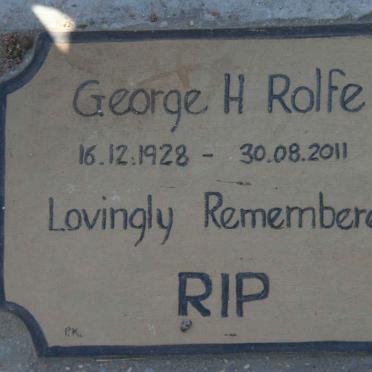 George H Rolfe
16.12.1928 - 30.08.2011
Lovingly Remembere
RIP
P.K.